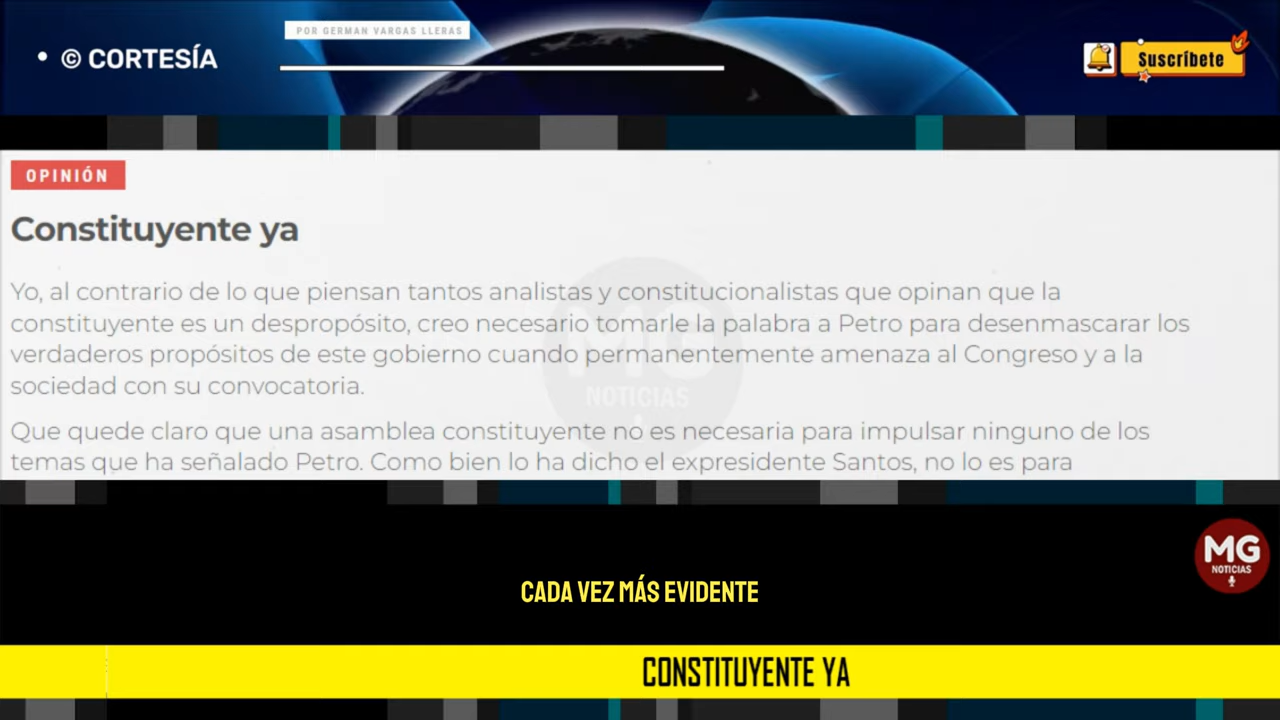 POR GERMAN VARGAS LLERAS
• © CORTESÍA
Suscríbete
OPINIÓN
Constituyente ya
Yo, al contrario de lo que piensan tantos analistas y constitucionalistas que opinan que la
constituyente es un despropósito, creo necesario tomarle la palabra a Petro para desenmascarar los
verdaderos propósitos de este gobierno cuando permanentemente amenaza al Congreso y a la
sociedad con su convocatoria.
Que quede claro que una asamblea constituyente no es necesaria para impulsar ninguno de los
temas que ha señalado Petro. Como bien lo ha dicho el expresidente Santos, no lo es para
MG
NOTICIAS
MG
NOTICIAS
CADA VEZ MÁS EVIDENTE
CONSTITUYENTE YA